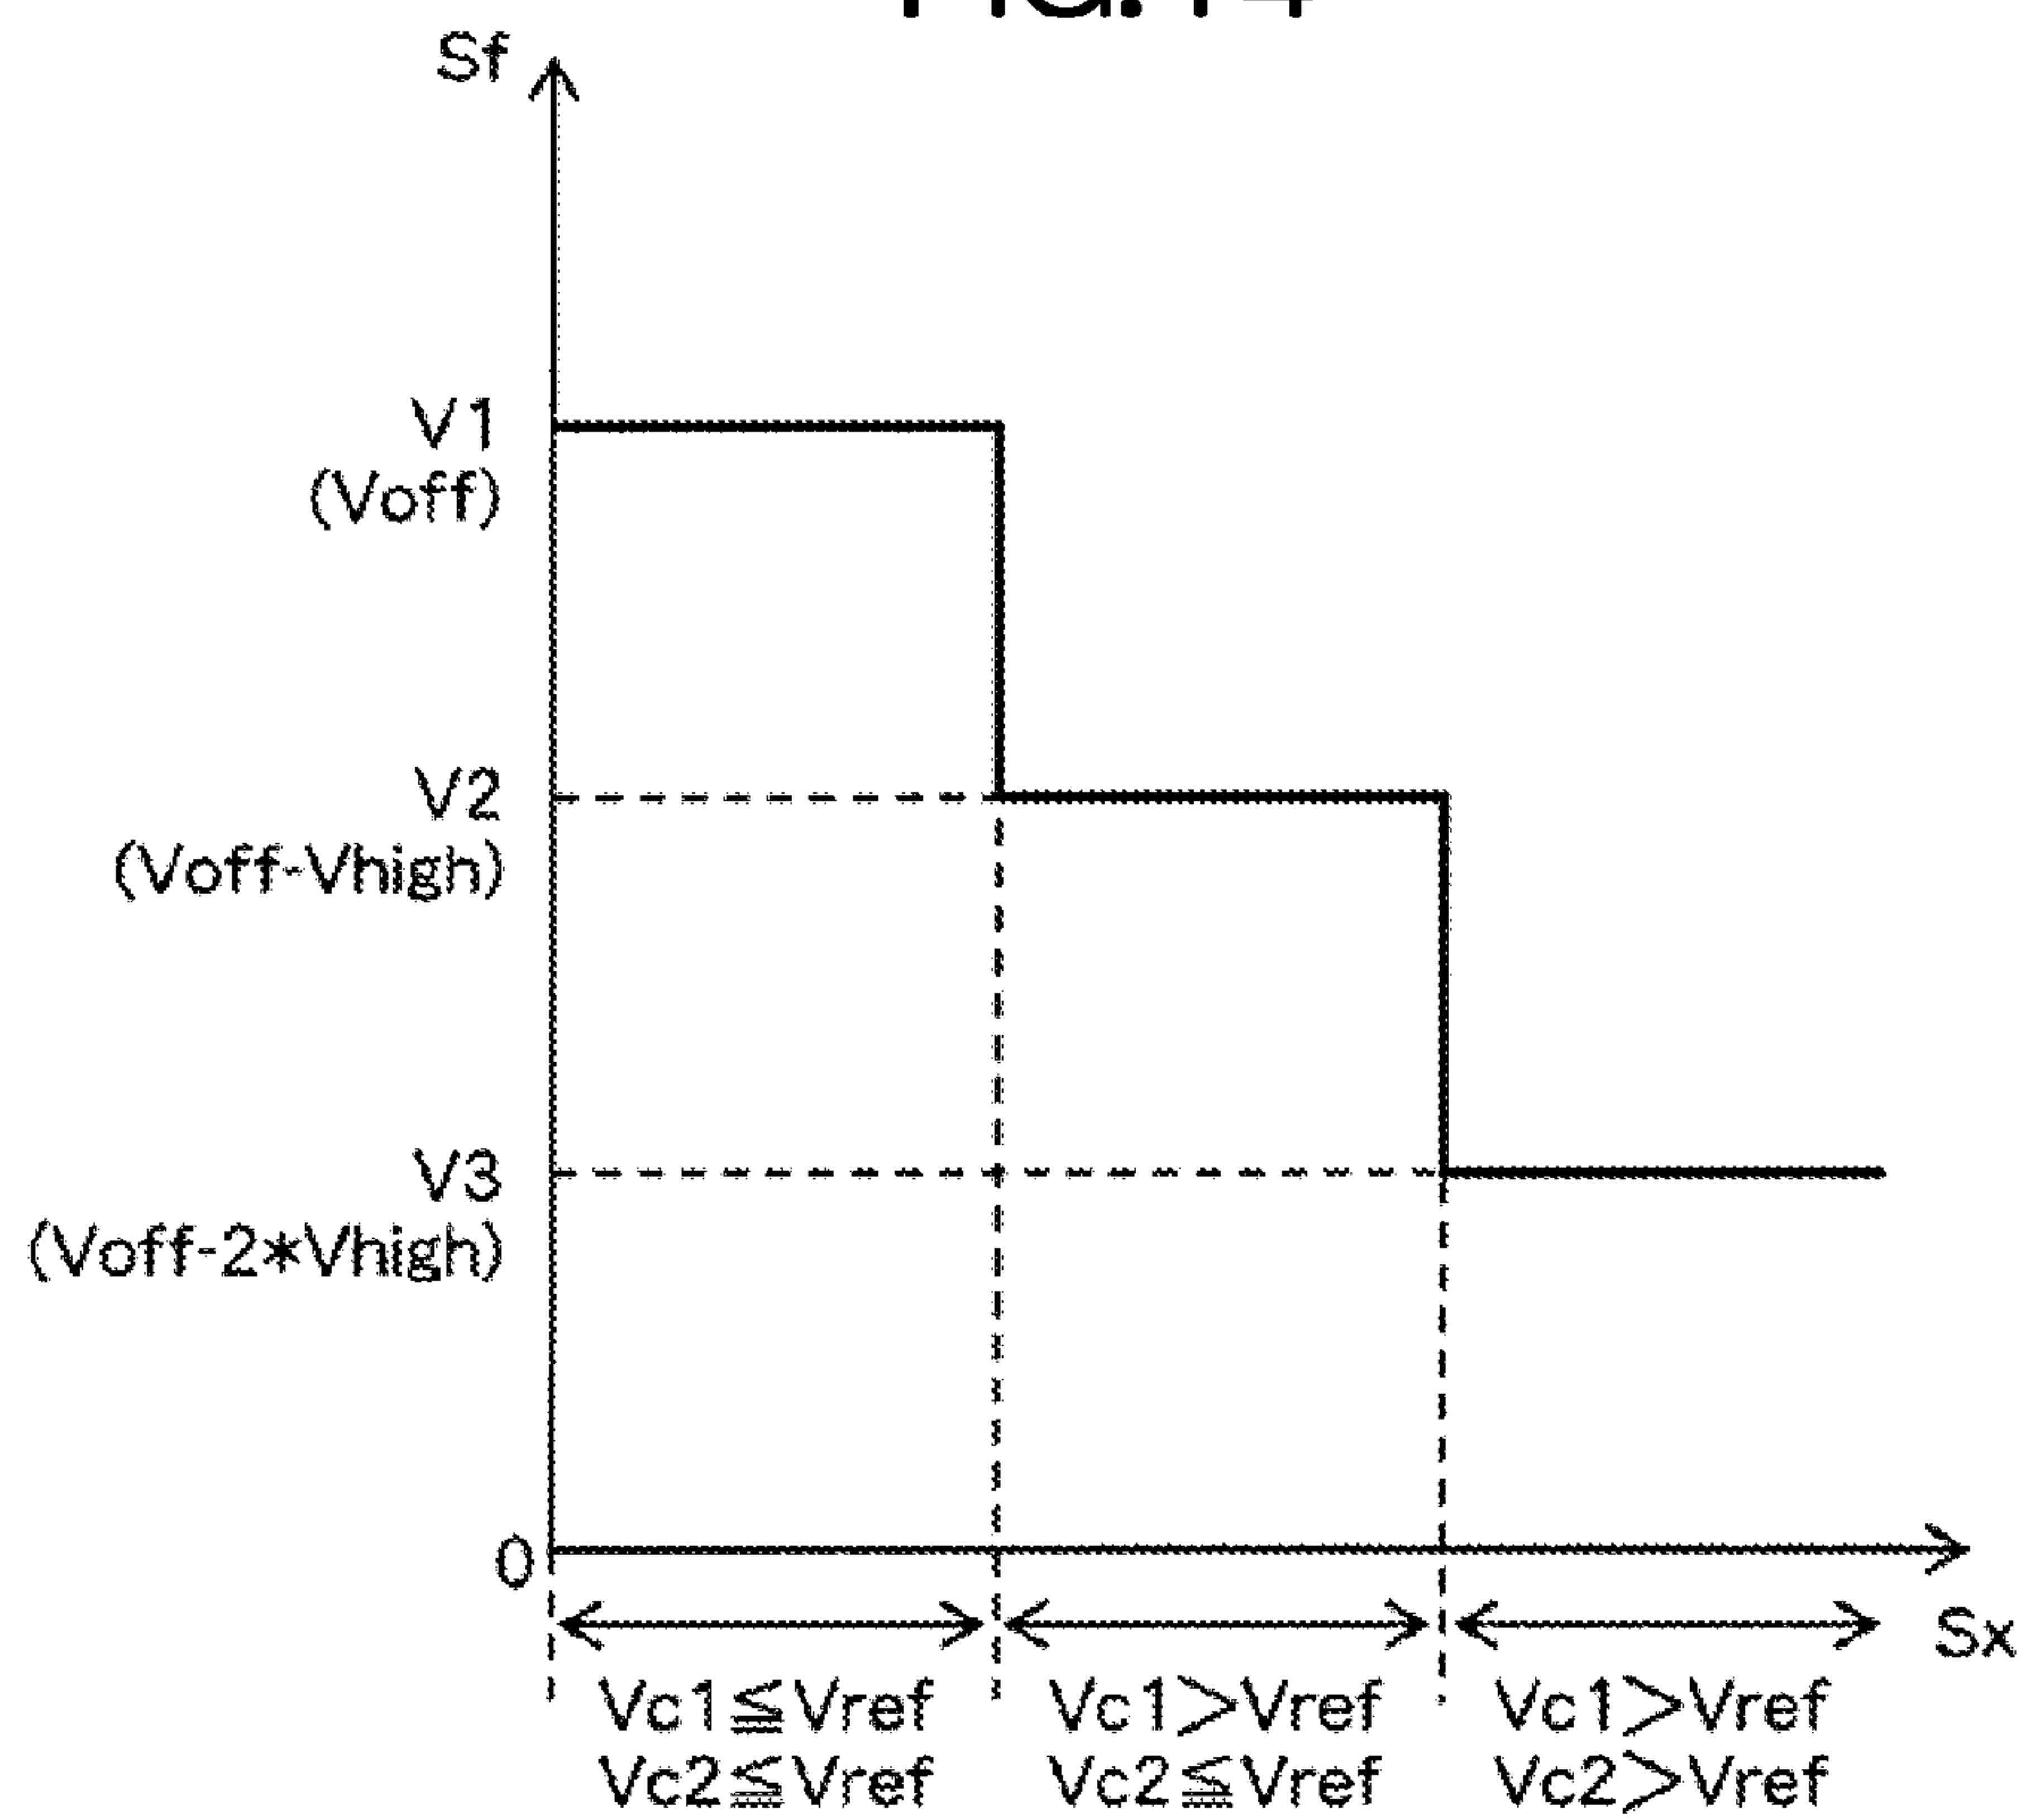 Sf
V1
(Voff)
V2
(Voff-Vhigh)
V3
(Voff-2*Vhigh)
0
Sx
Vc1≦Vref
Vc2≦Vref
Vc1>Vref
Vc2≦Vref
Vc1>Vref
Vc2>Vref